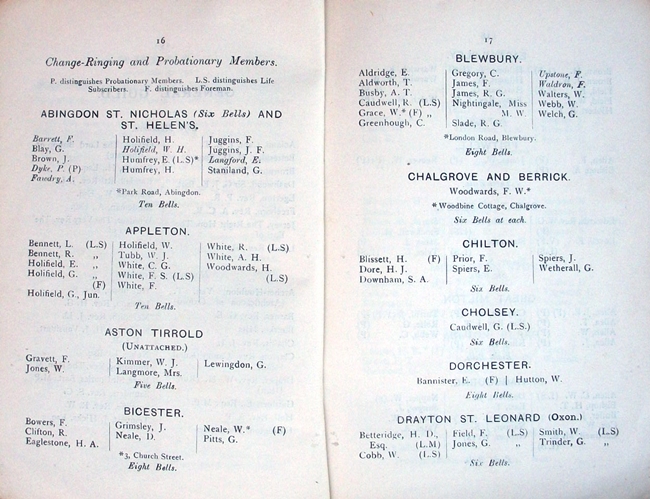 16
Change-Ringing and Probationary Members.
P. distinguishes Probationary Members. L.S. distinguishes Life
Subscribers. F. distinguishes Foreman.
ABINGDON ST. NICHOLAS (Six Bells) AND
ST. HELEN'S.
Barrett, F.
Blay, G.
Brown, J.
Dyke, P. (P)
Fawdry, A.
Holifield, H.
Holifield, W. H.
Humfrey, E. (L.S)*
Humfrey, H.
Juggins, F.
Juggins, J. F.
Langford, E.
Staniland, G.
*Park Road, Abingdon.
Ten Bells.
APPLETON.
Bennett, L. (L.S)
Bennett, R. ,,
Holifield, E. ,,
Holifield, G. ,,
(F)
Holifield, G., Jun.
Holifield, W.
Tubb, W. J.
White, C. G.
White, F. S. (L.S)
White, F.
White, R. (L.S)
White, A. H.
Woodwards, H.
(L.S)
Ten Bells.
ASTON TIRROLD
(UNATTACHED.)
Gravett, F.
Jones, W.
Kimmer, W. J.
Langmore, Mrs.
Lewingdon, G.
Five Bells.
BICESTER.
Bowers, F.
Clifton, R.
Eaglestone, H. A.
Grimsley, J.
Neale, D.
Neale, W.* (F)
Pitts, G.
*3, Church Street.
Eight Bells.
17
BLEWBURY.
Aldridge, E.
Aldworth, T.
Busby, A. T.
Caudwell, R. (L.S)
Grace, W.* (F) ,,
Greenhough, C.
Gregory, C.
James, F.
James, R. G.
Nightingale, Miss
M. W.
Slade, R. G.
Upstone, F.
Waldron, F.
Walters, W.
Webb, W.
Welch, G.
*London Road, Blewbury.
Eight Bells.
CHALGROVE AND BERRICK.
Woodwards, F. W.*
*Woodbine Cottage, Chalgrove.
Six Bells at each.
CHILTON.
Blissett, H. (F)
Dore, H. J.
Downham, S. A.
Prior, F.
Spiers, E.
Spiers, J.
Wetherall, G.
Six Bells.
CHOLSEY.
Caudwell, G. (L.S.)
Six Bells.
DORCHESTER.
Bannister, E. (F) | Hutton, W.
Eight Bells.
DRAYTON ST. LEONARD (Oxon.)
Betteridge, H. D.,
Esq. (L.M)
Cobb, W. (L.S)
Field, F. (L.S)
Jones, G. ,,
Smith, W. (L.S)
Trinder, G. ,,
Six Bells.